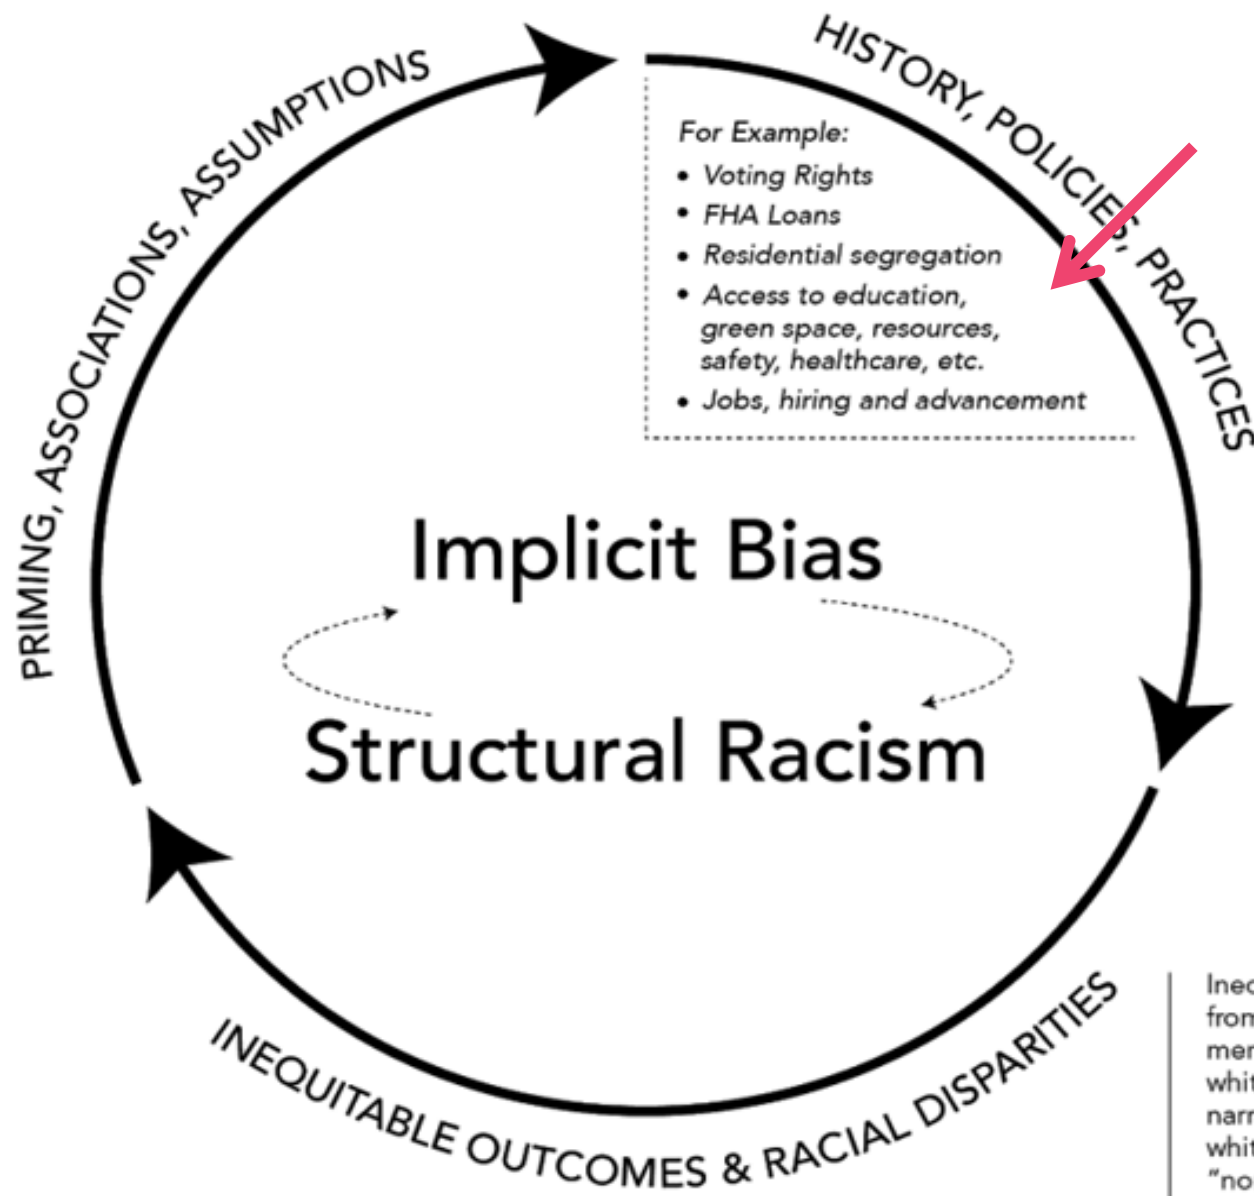 HISTORY, POLICIES, PRACTICES
PRIMING, ASSOCIATIONS, ASSUMPTIONS
For Example:
• Voting Rights
• FHA Loans
• Residential segregation
• Access to education,
green space, resources,
safety, healthcare, etc.
• Jobs, hiring and advancement
Implicit Bias
Structural Racism
INEQUITABLE OUTCOMES & RACIAL DISPARITIES
from